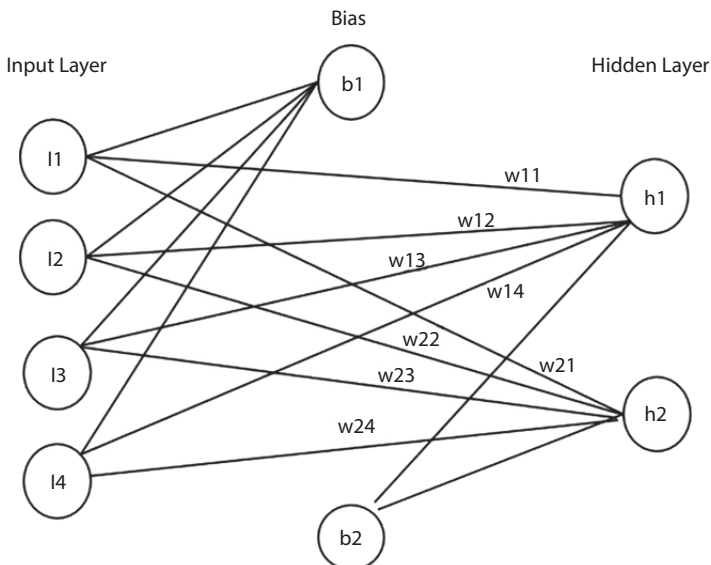 Bias
Input Layer
b1
Hidden Layer
I1
w11
h1
w12
I2
w13
w14
w22
w21
I3
w23
h2
w24
I4
b2